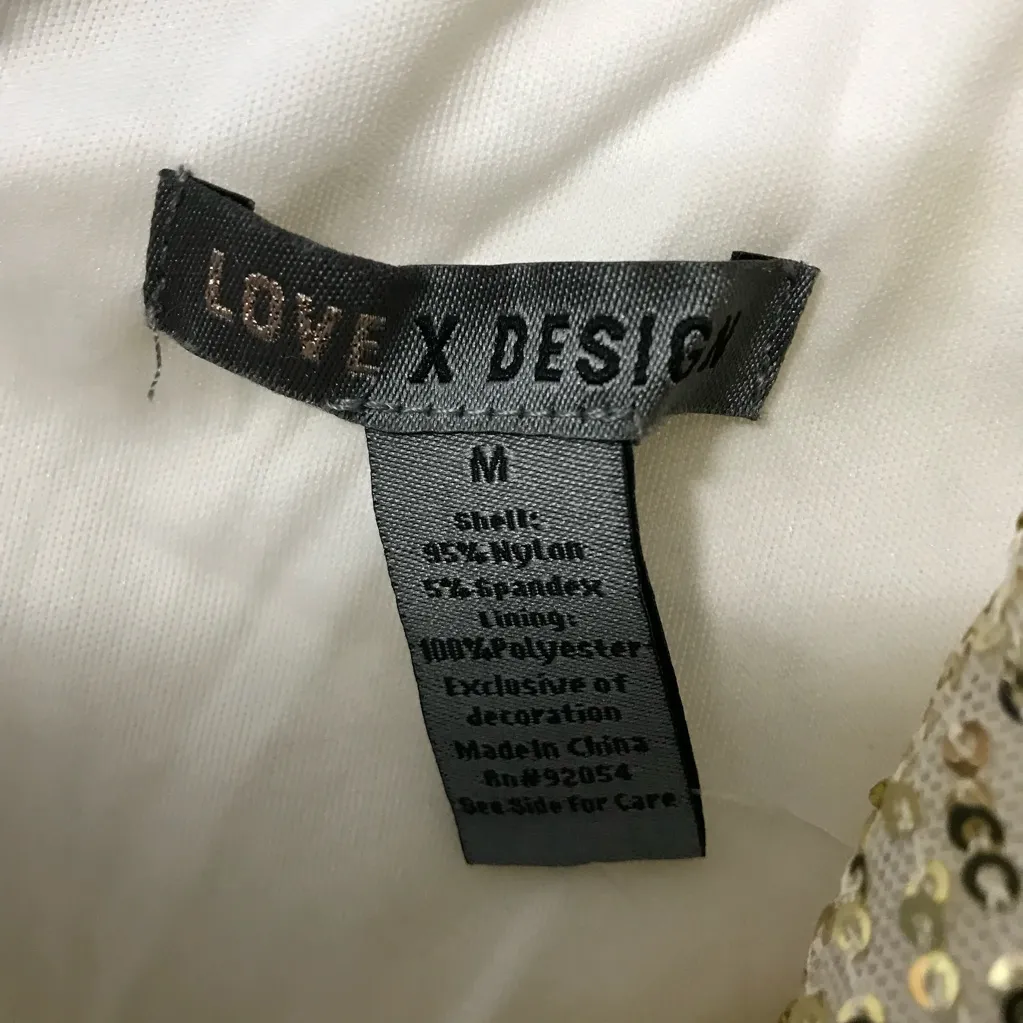 LOVE X DESIGN
M
Shell:
95% Nylon
5% Spandex
Lining:
100% Polyester
Exclusive of
decoration
Made In China
Rn#92054
See Side For Care